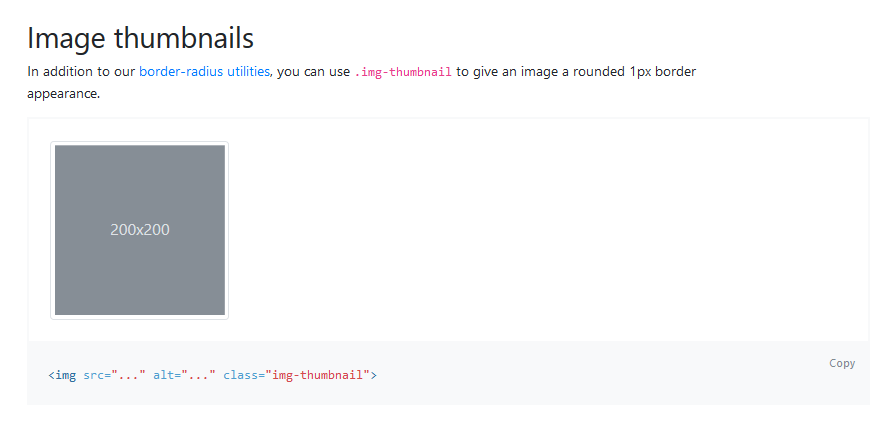 Image thumbnails
In addition to our border-radius utilities, you can use .img-thumbnail to give an image a rounded 1px border
appearance.
200x200
Copy
<img src="..." alt="..." class="img-thumbnail">